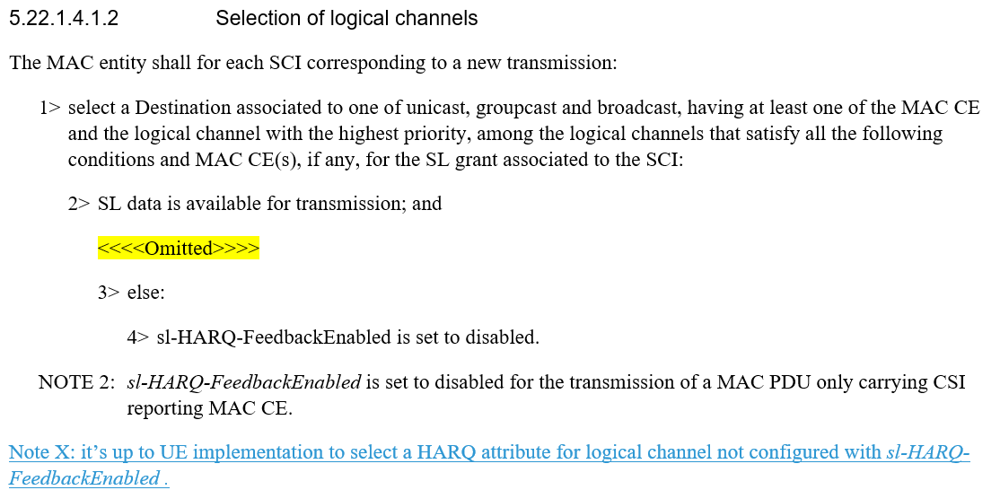 5.22.1.4.1.2 Selection of logical channels
The MAC entity shall for each SCI corresponding to a new transmission:
1> select a Destination associated to one of unicast, groupcast and broadcast, having at least one of the MAC CE
and the logical channel with the highest priority, among the logical channels that satisfy all the following
conditions and MAC CE(s), if any, for the SL grant associated to the SCI:
2> SL data is available for transmission; and
<<<<Omitted>>>>
3> else:
4> sl-HARQ-FeedbackEnabled is set to disabled.
NOTE 2: sl-HARQ-FeedbackEnabled is set to disabled for the transmission of a MAC PDU only carrying CSI
reporting MAC CE.
Note X: it’s up to UE implementation to select a HARQ attribute for logical channel not configured with sl-HARQ-
FeedbackEnabled .